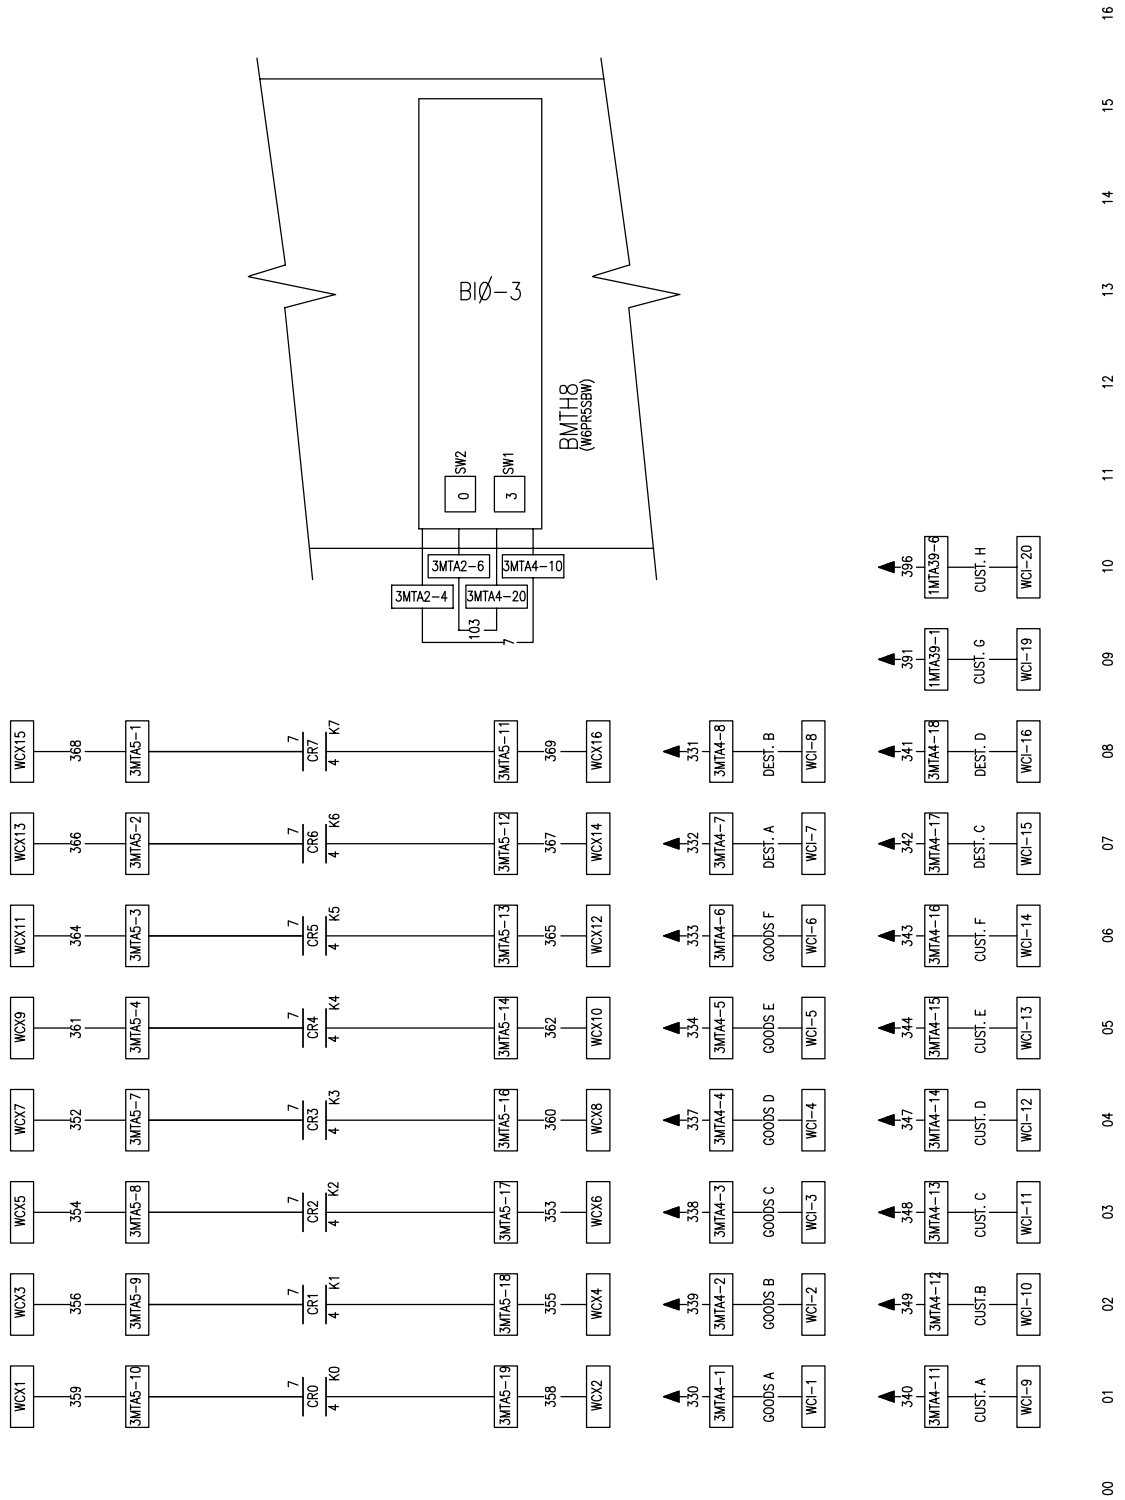 WCX1 WCX3 WCX5 WCX7 WCX9 WCX11 WCX13 WCX15
359 356 354 352 361 364 366 368
3MTA5-10 3MTA5-9 3MTA5-8 3MTA5-7 3MTA5-4 3MTA5-3 3MTA5-2 3MTA5-1
7 7 7 7 7 7 7 7
CR0 CR1 CR2 CR3 CR4 CR5 CR6 CR7
4 K0 4 K1 4 K2 4 K3 4 K4 4 K5 4 K6 4 K7
3MTA5-19 3MTA5-18 3MTA5-17 3MTA5-16 3MTA5-14 3MTA5-13 3MTA5-12 3MTA5-11
358 355 353 360 362 365 367 369
WCX2 WCX4 WCX6 WCX8 WCX10 WCX12 WCX14 WCX16
3MTA2-4
3MTA2-6
103
3MTA4-20
7
3MTA4-10
0 SW2
3 SW1
BIØ-3
BMTH8
(W6PR5SBW)
330 339 338 337 334 333 332 331
3MTA4-1 3MTA4-2 3MTA4-3 3MTA4-4 3MTA4-5 3MTA4-6 3MTA4-7 3MTA4-8
GOODS A GOODS B GOODS C GOODS D GOODS E GOODS F DEST. A DEST. B
WCI-1 WCI-2 WCI-3 WCI-4 WCI-5 WCI-6 WCI-7 WCI-8
340 349 348 347 344 343 342 341 391 396
3MTA4-11 3MTA4-12 3MTA4-13 3MTA4-14 3MTA4-15 3MTA4-16 3MTA4-17 3MTA4-18 1MTA39-1 1MTA39-6
CUST. A CUST.B CUST. C CUST. D CUST. E CUST. F DEST. C DEST. D CUST. G CUST. H
WCI-9 WCI-10 WCI-11 WCI-12 WCI-13 WCI-14 WCI-15 WCI-16 WCI-19 WCI-20
00 01 02 03 04 05 06 07 08 09 10 11 12 13 14 15 16